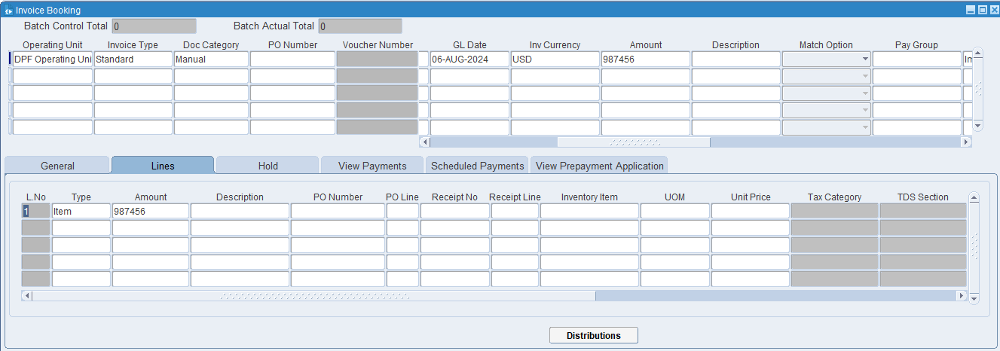 Invoice Booking
Batch Control Total 0 Batch Actual Total 0
Operating Unit Invoice Type Doc Category PO Number Voucher Number GL Date Inv Currency Amount Description Match Option Pay Group
DPF Operating Uni Standard Manual 06-AUG-2024 USD 987456 Im
General Lines Hold View Payments Scheduled Payments View Prepayment Application
L.No Type Amount Description PO Number PO Line Receipt No Receipt Line Inventory Item UOM Unit Price Tax Category TDS Section
1 Item 987456
Distributions